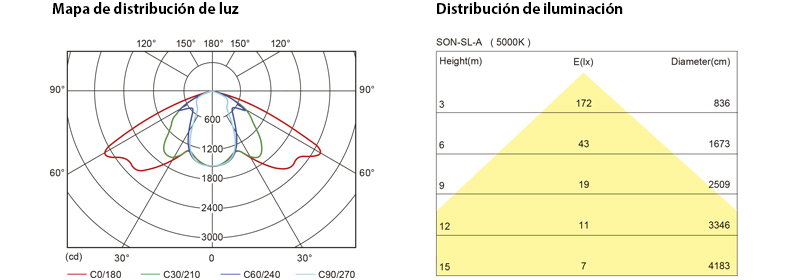 Mapa de distribución de luz
120° 150° 180° 150° 120°
90° 90°
600
1200
60° 1800 60°
2400
3000
(cd) 30° 0 30°
C0/180 C30/210 C60/240 C90/270
Distribución de iluminación
SON-SL-A ( 5000K )
Height(m) E(lx) Diameter(cm)
3 172 836
6 43 1673
9 19 2509
12 11 3346
15 7 4183